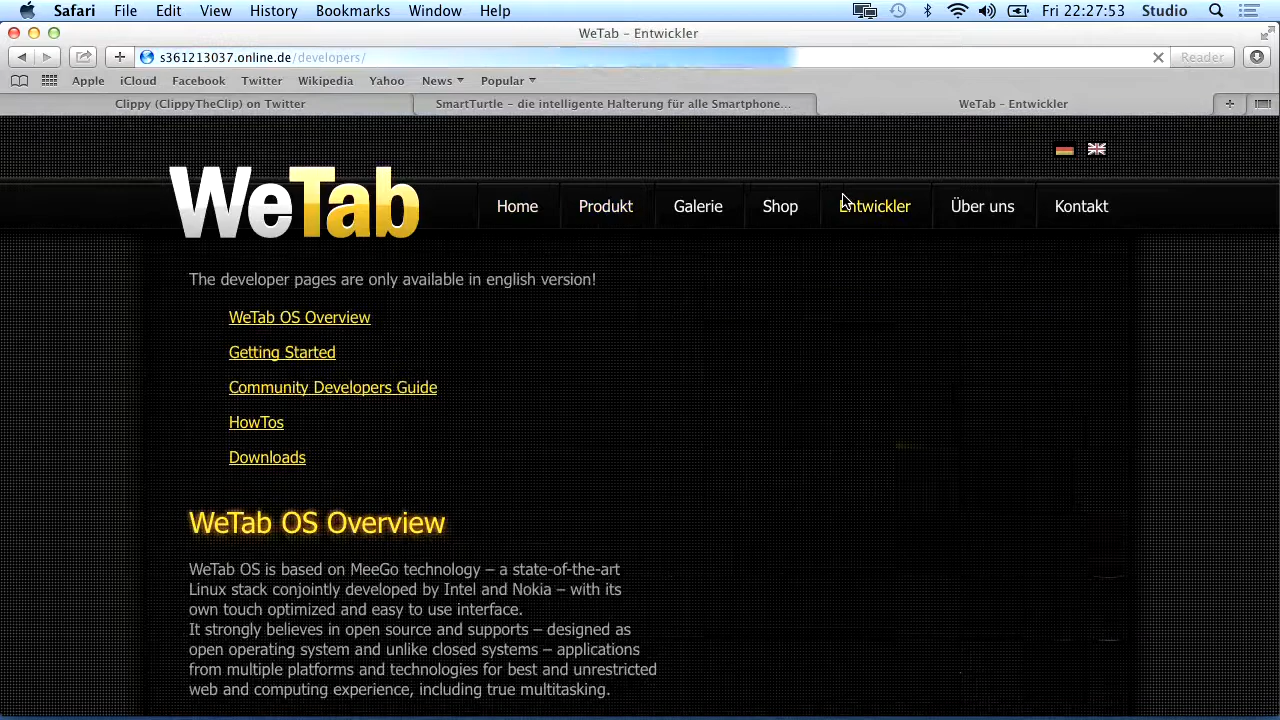 Safari File Edit View History Bookmarks Window Help Fri 22:27:53 Studio
WeTab – Entwickler
s361213037.online.de/developers/ Reader
Apple iCloud Facebook Twitter Wikipedia Yahoo News Popular
Clippy (ClippyTheClip) on Twitter SmartTurtle – die intelligente Halterung für alle Smartphone... WeTab – Entwickler
WeTab
Home Produkt Galerie Shop Entwickler Über uns Kontakt
The developer pages are only available in english version!
WeTab OS Overview
Getting Started
Community Developers Guide
HowTos
Downloads
WeTab OS Overview
WeTab OS is based on MeeGo technology – a state-of-the-art
Linux stack conjointly developed by Intel and Nokia – with its
own touch optimized and easy to use interface.
It strongly believes in open source and supports – designed as
open operating system and unlike closed systems – applications
from multiple platforms and technologies for best and unrestricted
web and computing experience, including true multitasking.